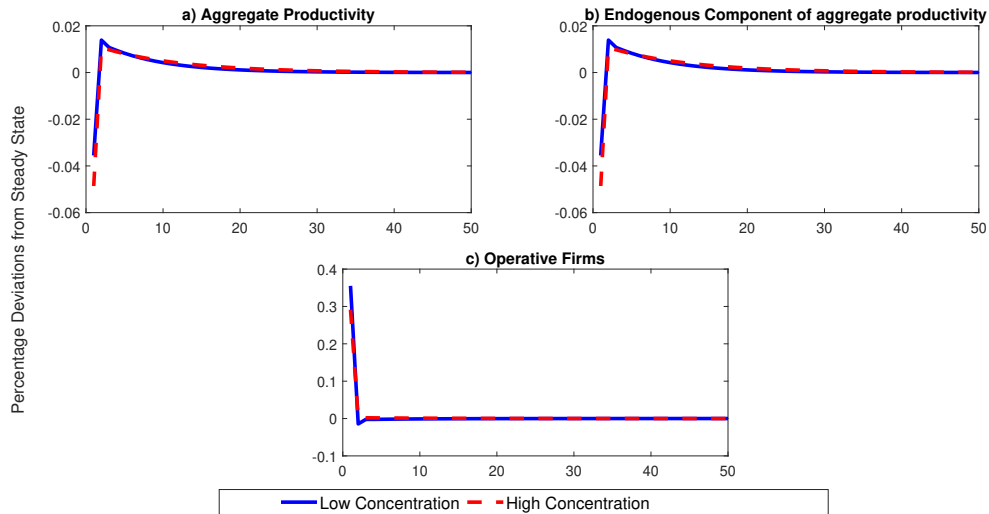 a) Aggregate Productivity
0.02
0
-0.02
-0.04
-0.06
0 10 20 30 40 50
b) Endogenous Component of aggregate productivity
0.02
0
-0.02
-0.04
-0.06
0 10 20 30 40 50
Percentage Deviations from Steady State
c) Operative Firms
0.4
0.3
0.2
0.1
0
-0.1
0 10 20 30 40 50
Low Concentration High Concentration